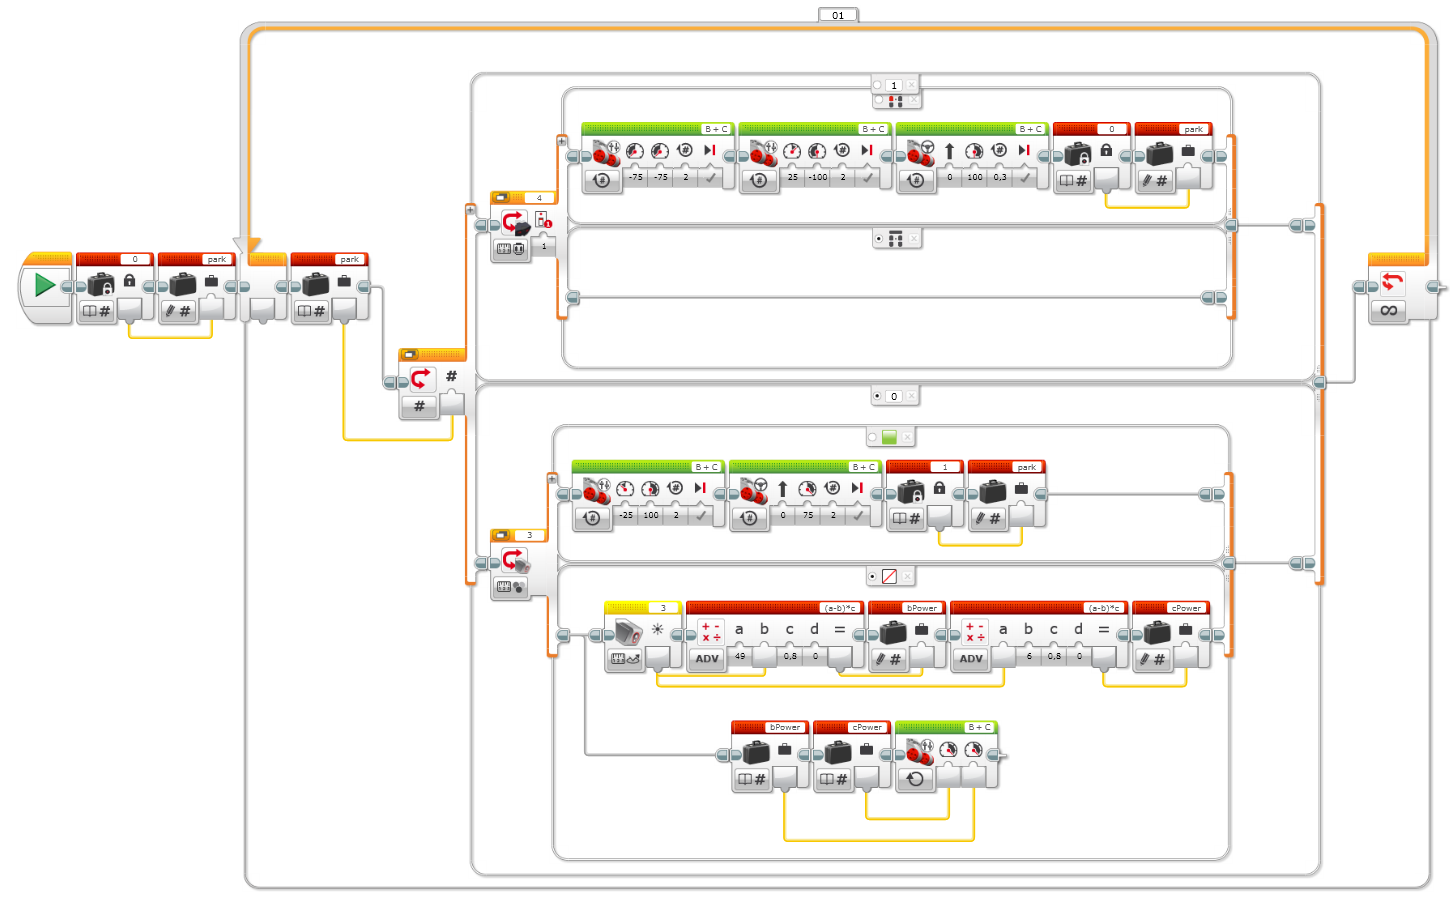 01
1
B + C
B + C
B + C
0
park
-75 -75 2
25 -100 2
0 100 0,3
#
#
4
1
0
park
park
#
#
#
#
#
0
B + C
B + C
1
park
-25 100 2
0 75 2
#
#
3
3
(a-b)*c
bPower
(a-b)*c
cPower
a b c d =
a b c d =
ADV
49 0,8 0
#
ADV
6 0,8 0
#
bPower
cPower
B + C
#
#